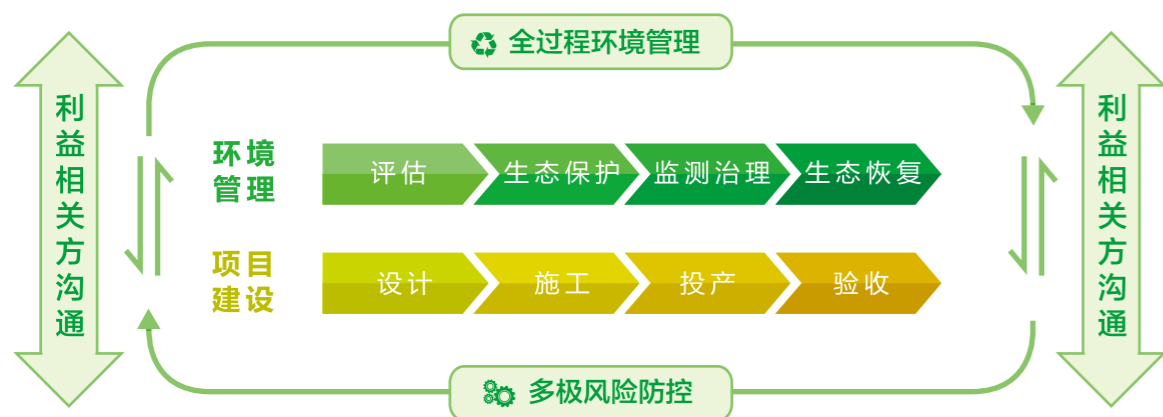 全过程环境管理
利益相关方沟通
环境
管理
评估
生态保护
监测治理
生态恢复
项目
建设
设计
施工
投产
验收
利益相关方沟通
多极风险防控